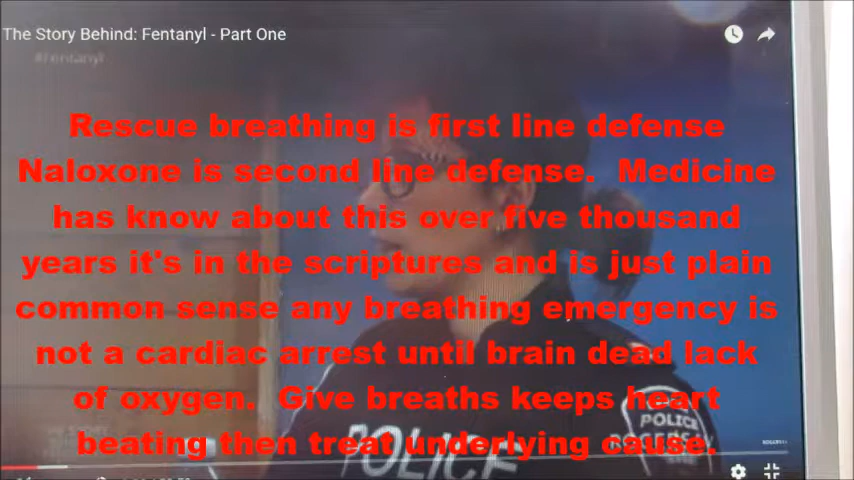 The Story Behind: Fentanyl - Part One
#Fentanyl
Rescue breathing is first line defense
Naloxone is second line defense.  Medicine
has know about this over five thousand
years it's in the scriptures and is just plain
common sense any breathing emergency is
not a cardiac arrest until brain dead lack
of oxygen.  Give breaths keeps heart
beating then treat underlying cause.
POLICE
POLICE